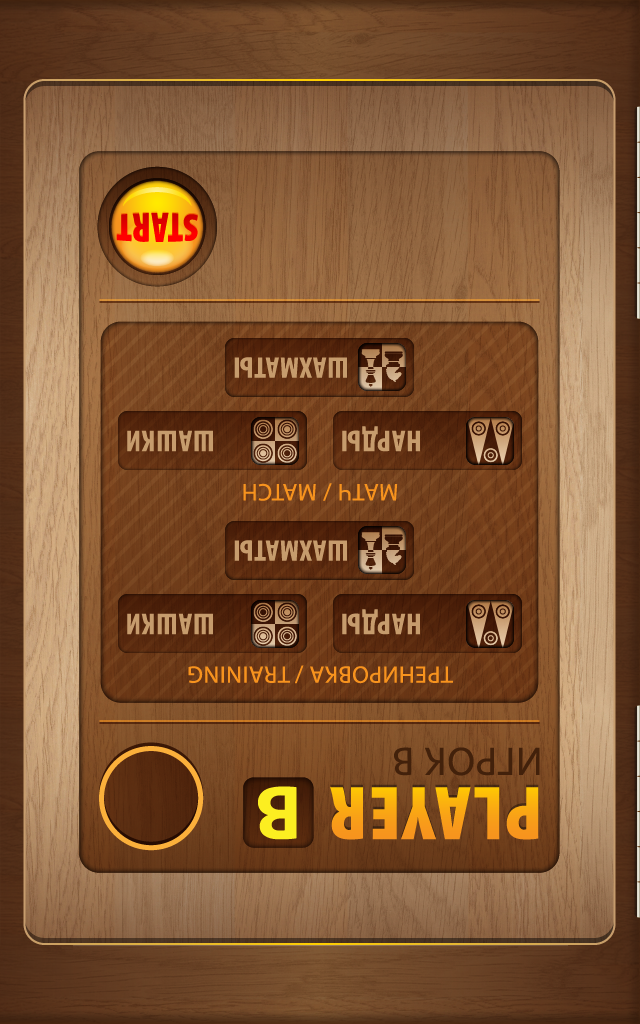 PLAYER B
ИГРОК B
ТРЕНИРОВКА / TRAINING
НАРДЫ
ШАШКИ
ШАХМАТЫ
МАТЧ / MATCH
НАРДЫ
ШАШКИ
ШАХМАТЫ
START